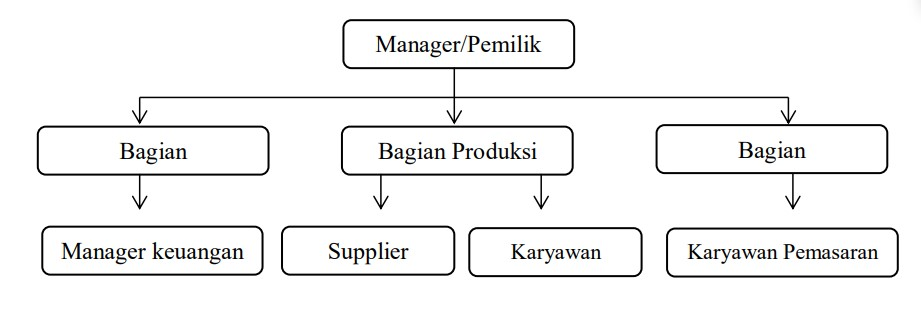 Manager/Pemilik
Bagian
Bagian Produksi
Bagian
Manager keuangan
Supplier
Karyawan
Karyawan Pemasaran